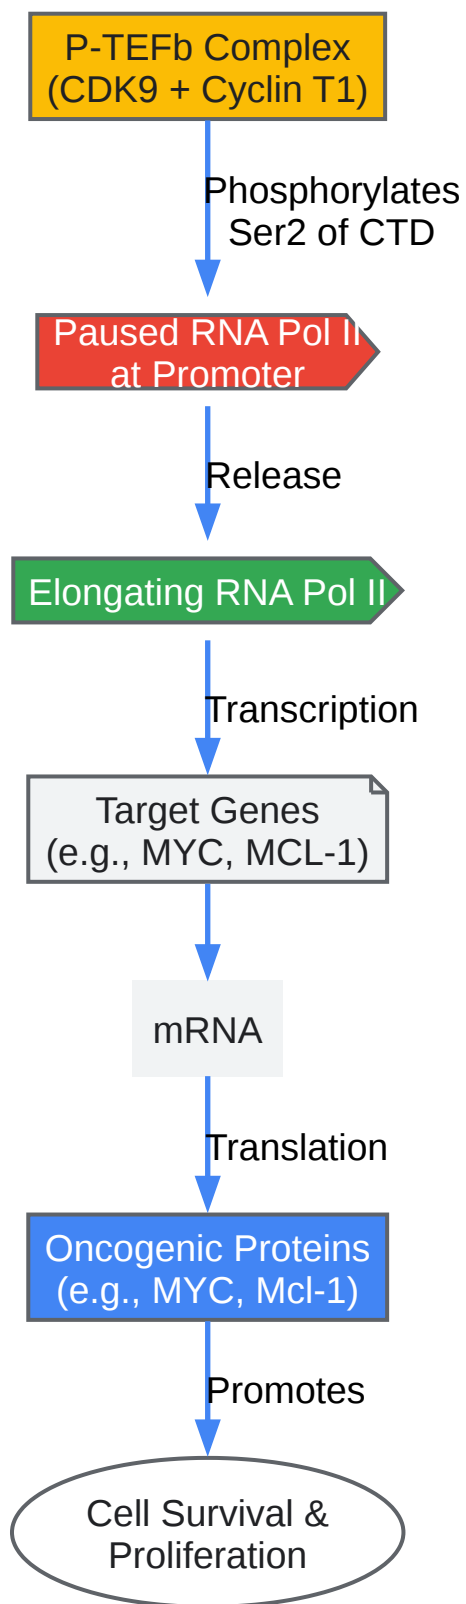 P-TEFb Complex
(CDK9 + Cyclin T1)
Phosphorylates
Ser2 of CTD
Paused RNA Pol II
at Promoter
Release
Elongating RNA Pol II
Transcription
Target Genes
(e.g., MYC, MCL-1)
mRNA
Translation
Oncogenic Proteins
(e.g., MYC, Mcl-1)
Promotes
Cell Survival &
Proliferation